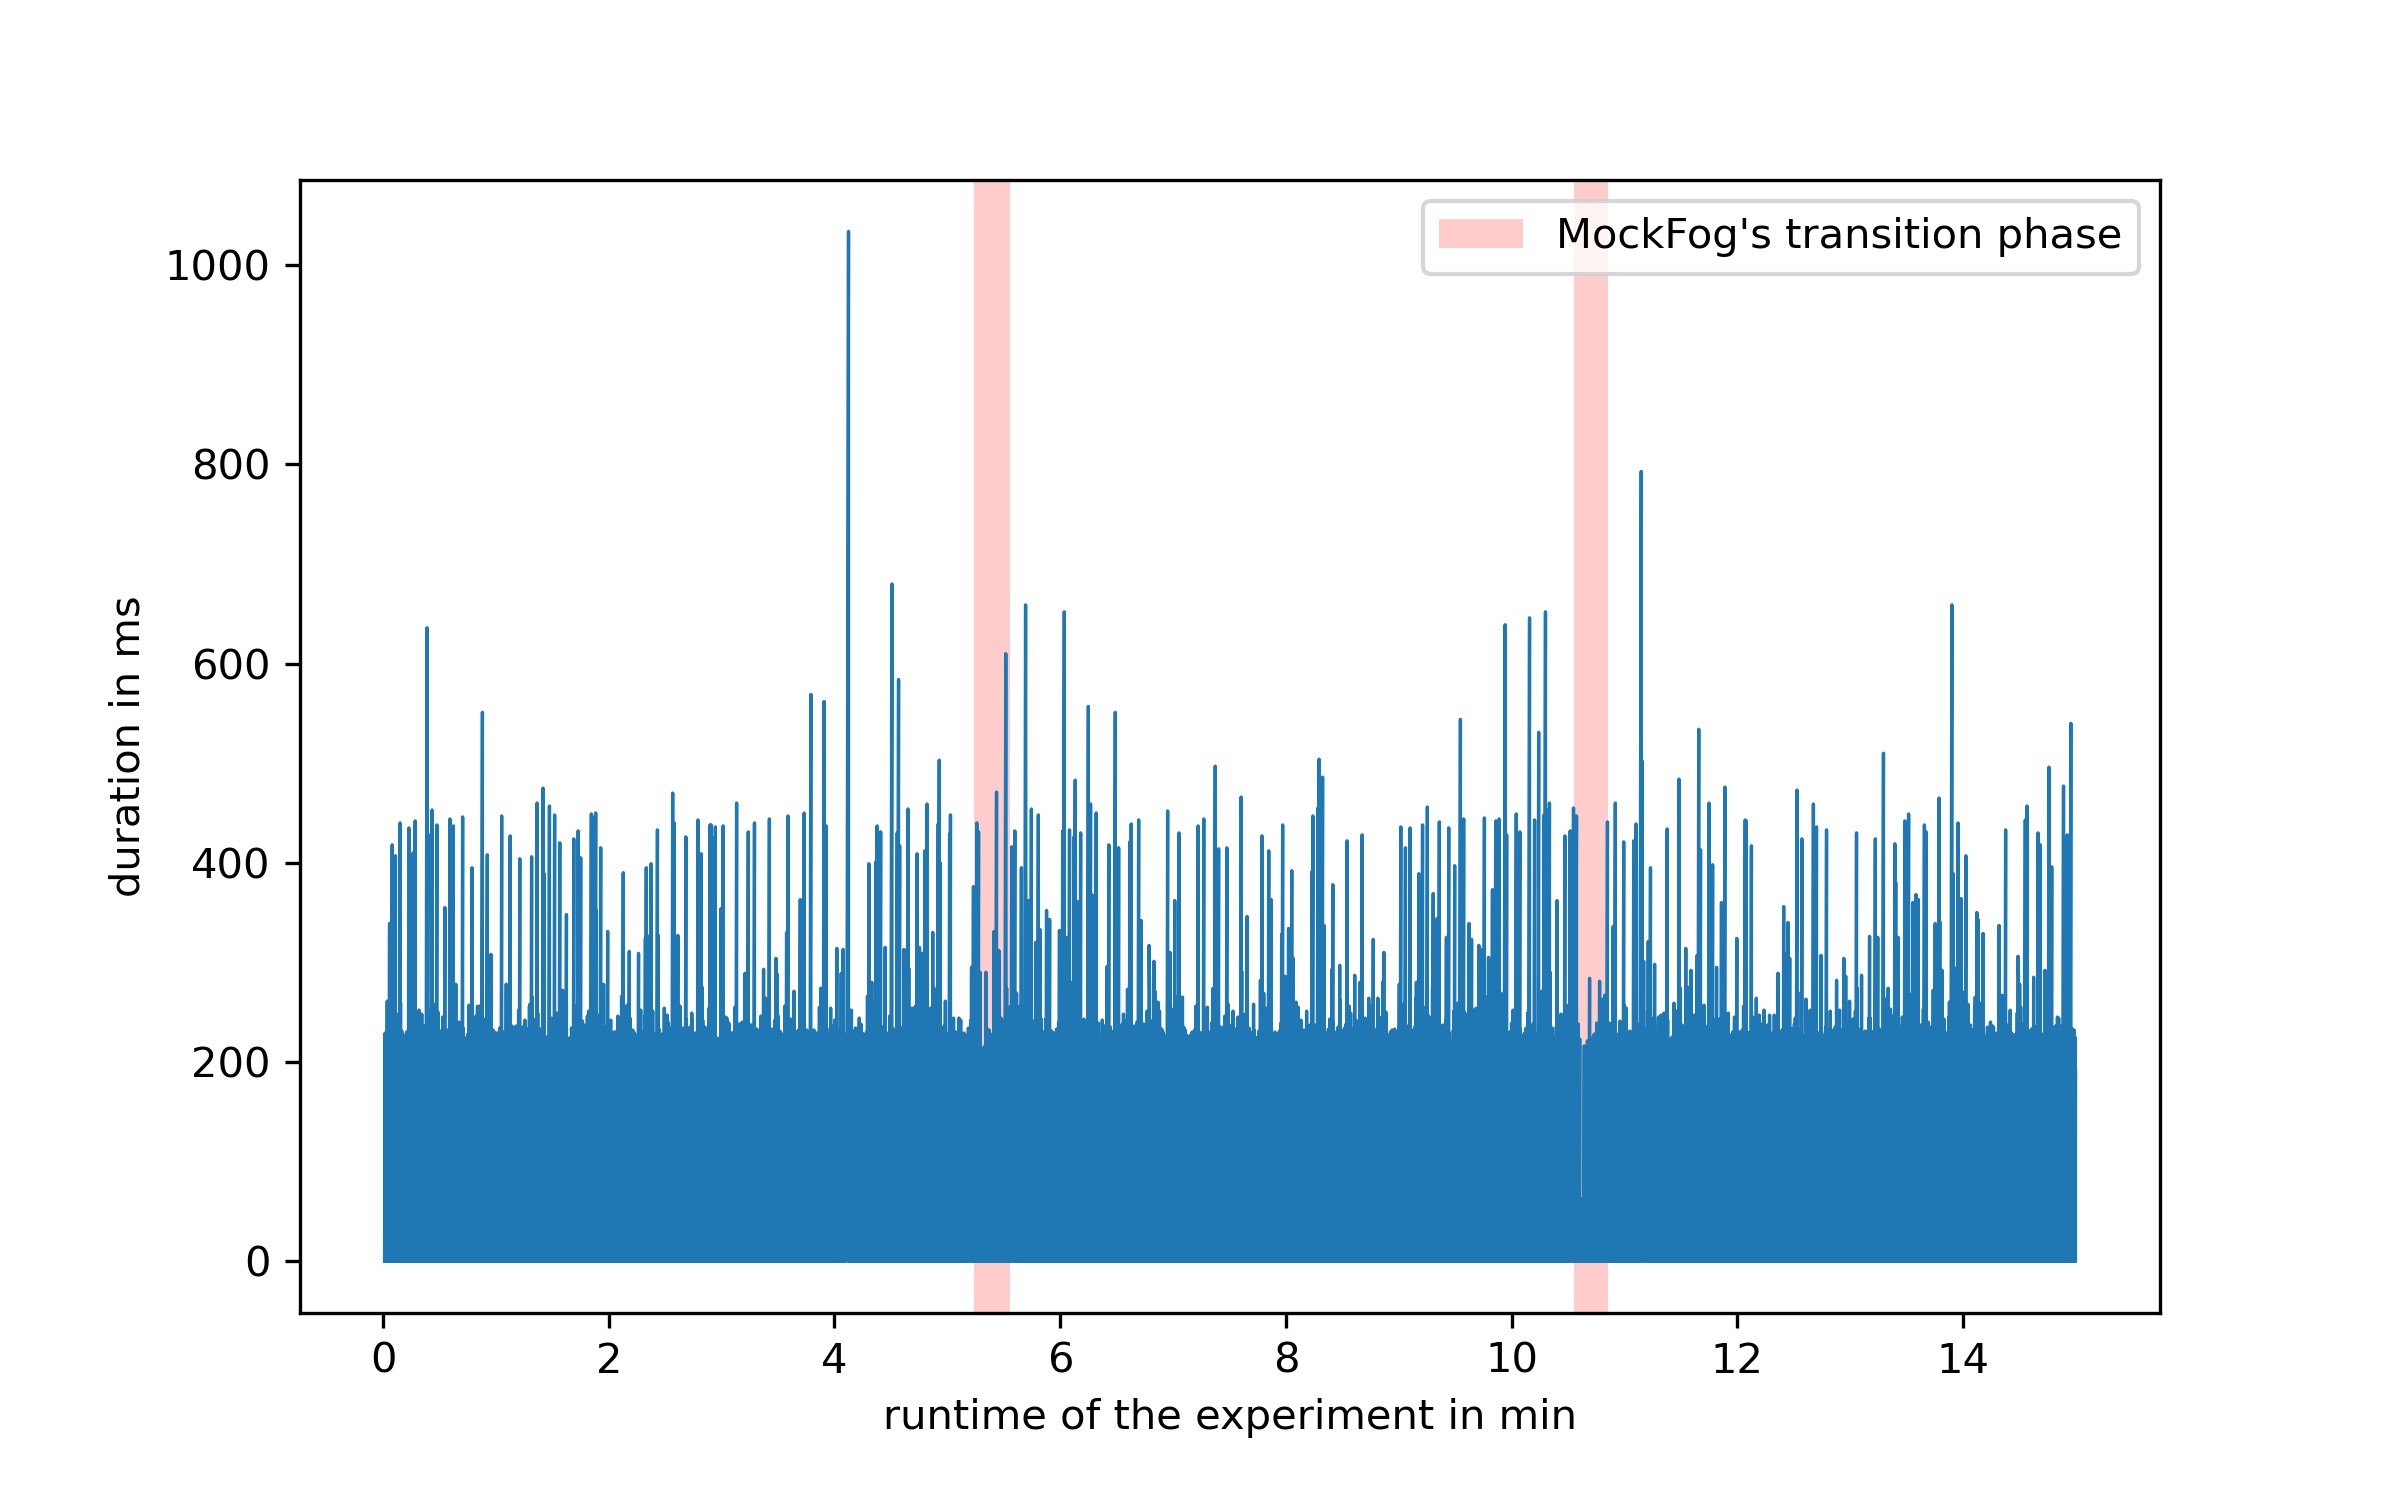 MockFog's transition phase
1000
800
600
400
200
0
duration in ms
0 2 4 6 8 10 12 14
runtime of the experiment in min